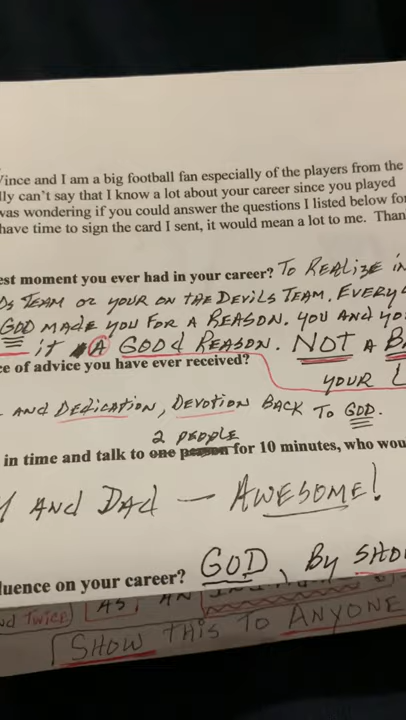 Vince and I am a big football fan especially of the players from the
lly can't say that I know a lot about your career since you played
was wondering if you could answer the questions I listed below for
have time to sign the card I sent, it would mean a lot to me. Than
est moment you ever had in your career? TO REALIZE in
Ds TEAM OR YOUR ON THE DEVILS TEAM. EVERY
GOD MADE YOU FOR A REASON. YOU AND YO
it A GOOd REASON. NOT A BA
ce of advice you have ever received?
YOUR L
AND DEDICATION, DEVOTION BACK TO GOD.
2 PEOPLE
in time and talk to one person for 10 minutes, who wou
AND DAD — AWESOME!
luence on your career? GOD, By SHO
nd Twice) AS AN
SHOW THIS TO ANYONE